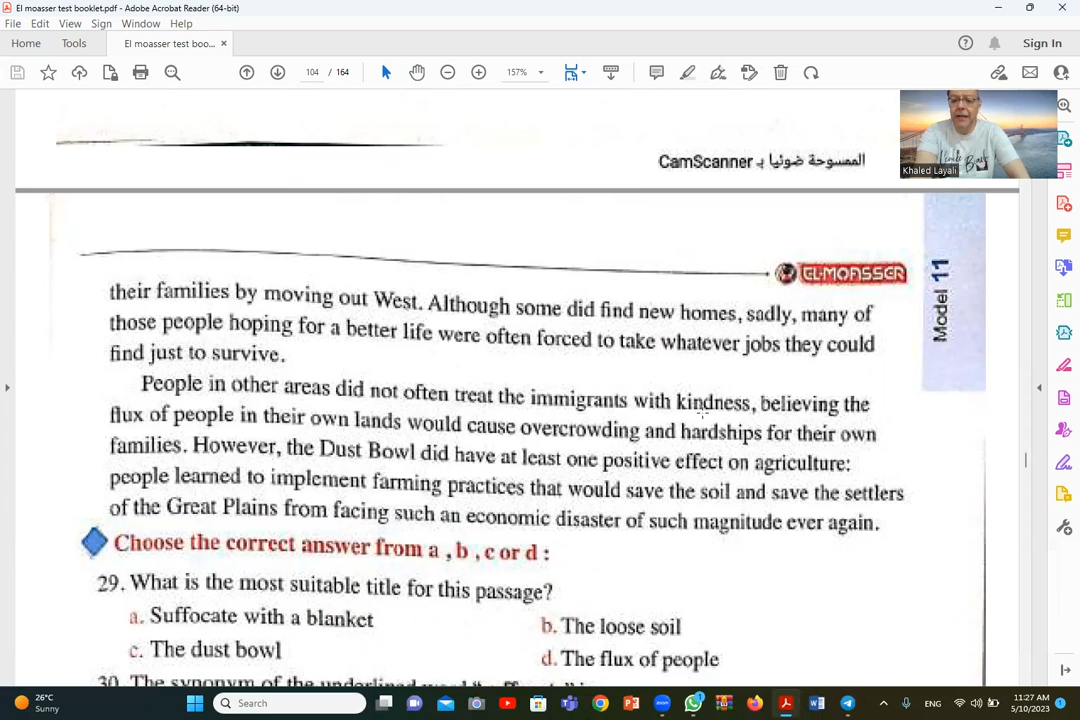 El moasser test booklet.pdf - Adobe Acrobat Reader (64-bit)
File Edit View Sign Window Help
Home Tools El moasser test boo... × Sign In
104 / 164 157%
الممسوحة ضوئيا بـ CamScanner
Khaled Layali
EL-MOASSER
Model 11
their families by moving out West. Although some did find new homes, sadly, many of
those people hoping for a better life were often forced to take whatever jobs they could
find just to survive.
People in other areas did not often treat the immigrants with kindness, believing the
flux of people in their own lands would cause overcrowding and hardships for their own
families. However, the Dust Bowl did have at least one positive effect on agriculture:
people learned to implement farming practices that would save the soil and save the settlers
of the Great Plains from facing such an economic disaster of such magnitude ever again.
Choose the correct answer from a , b , c or d :
29. What is the most suitable title for this passage?
a. Suffocate with a blanket
b. The loose soil
c. The dust bowl
d. The flux of people
30. The synonym of the underlined word
26°C
Sunny
Search
1
ENG
11:27 AM
5/10/2023
1